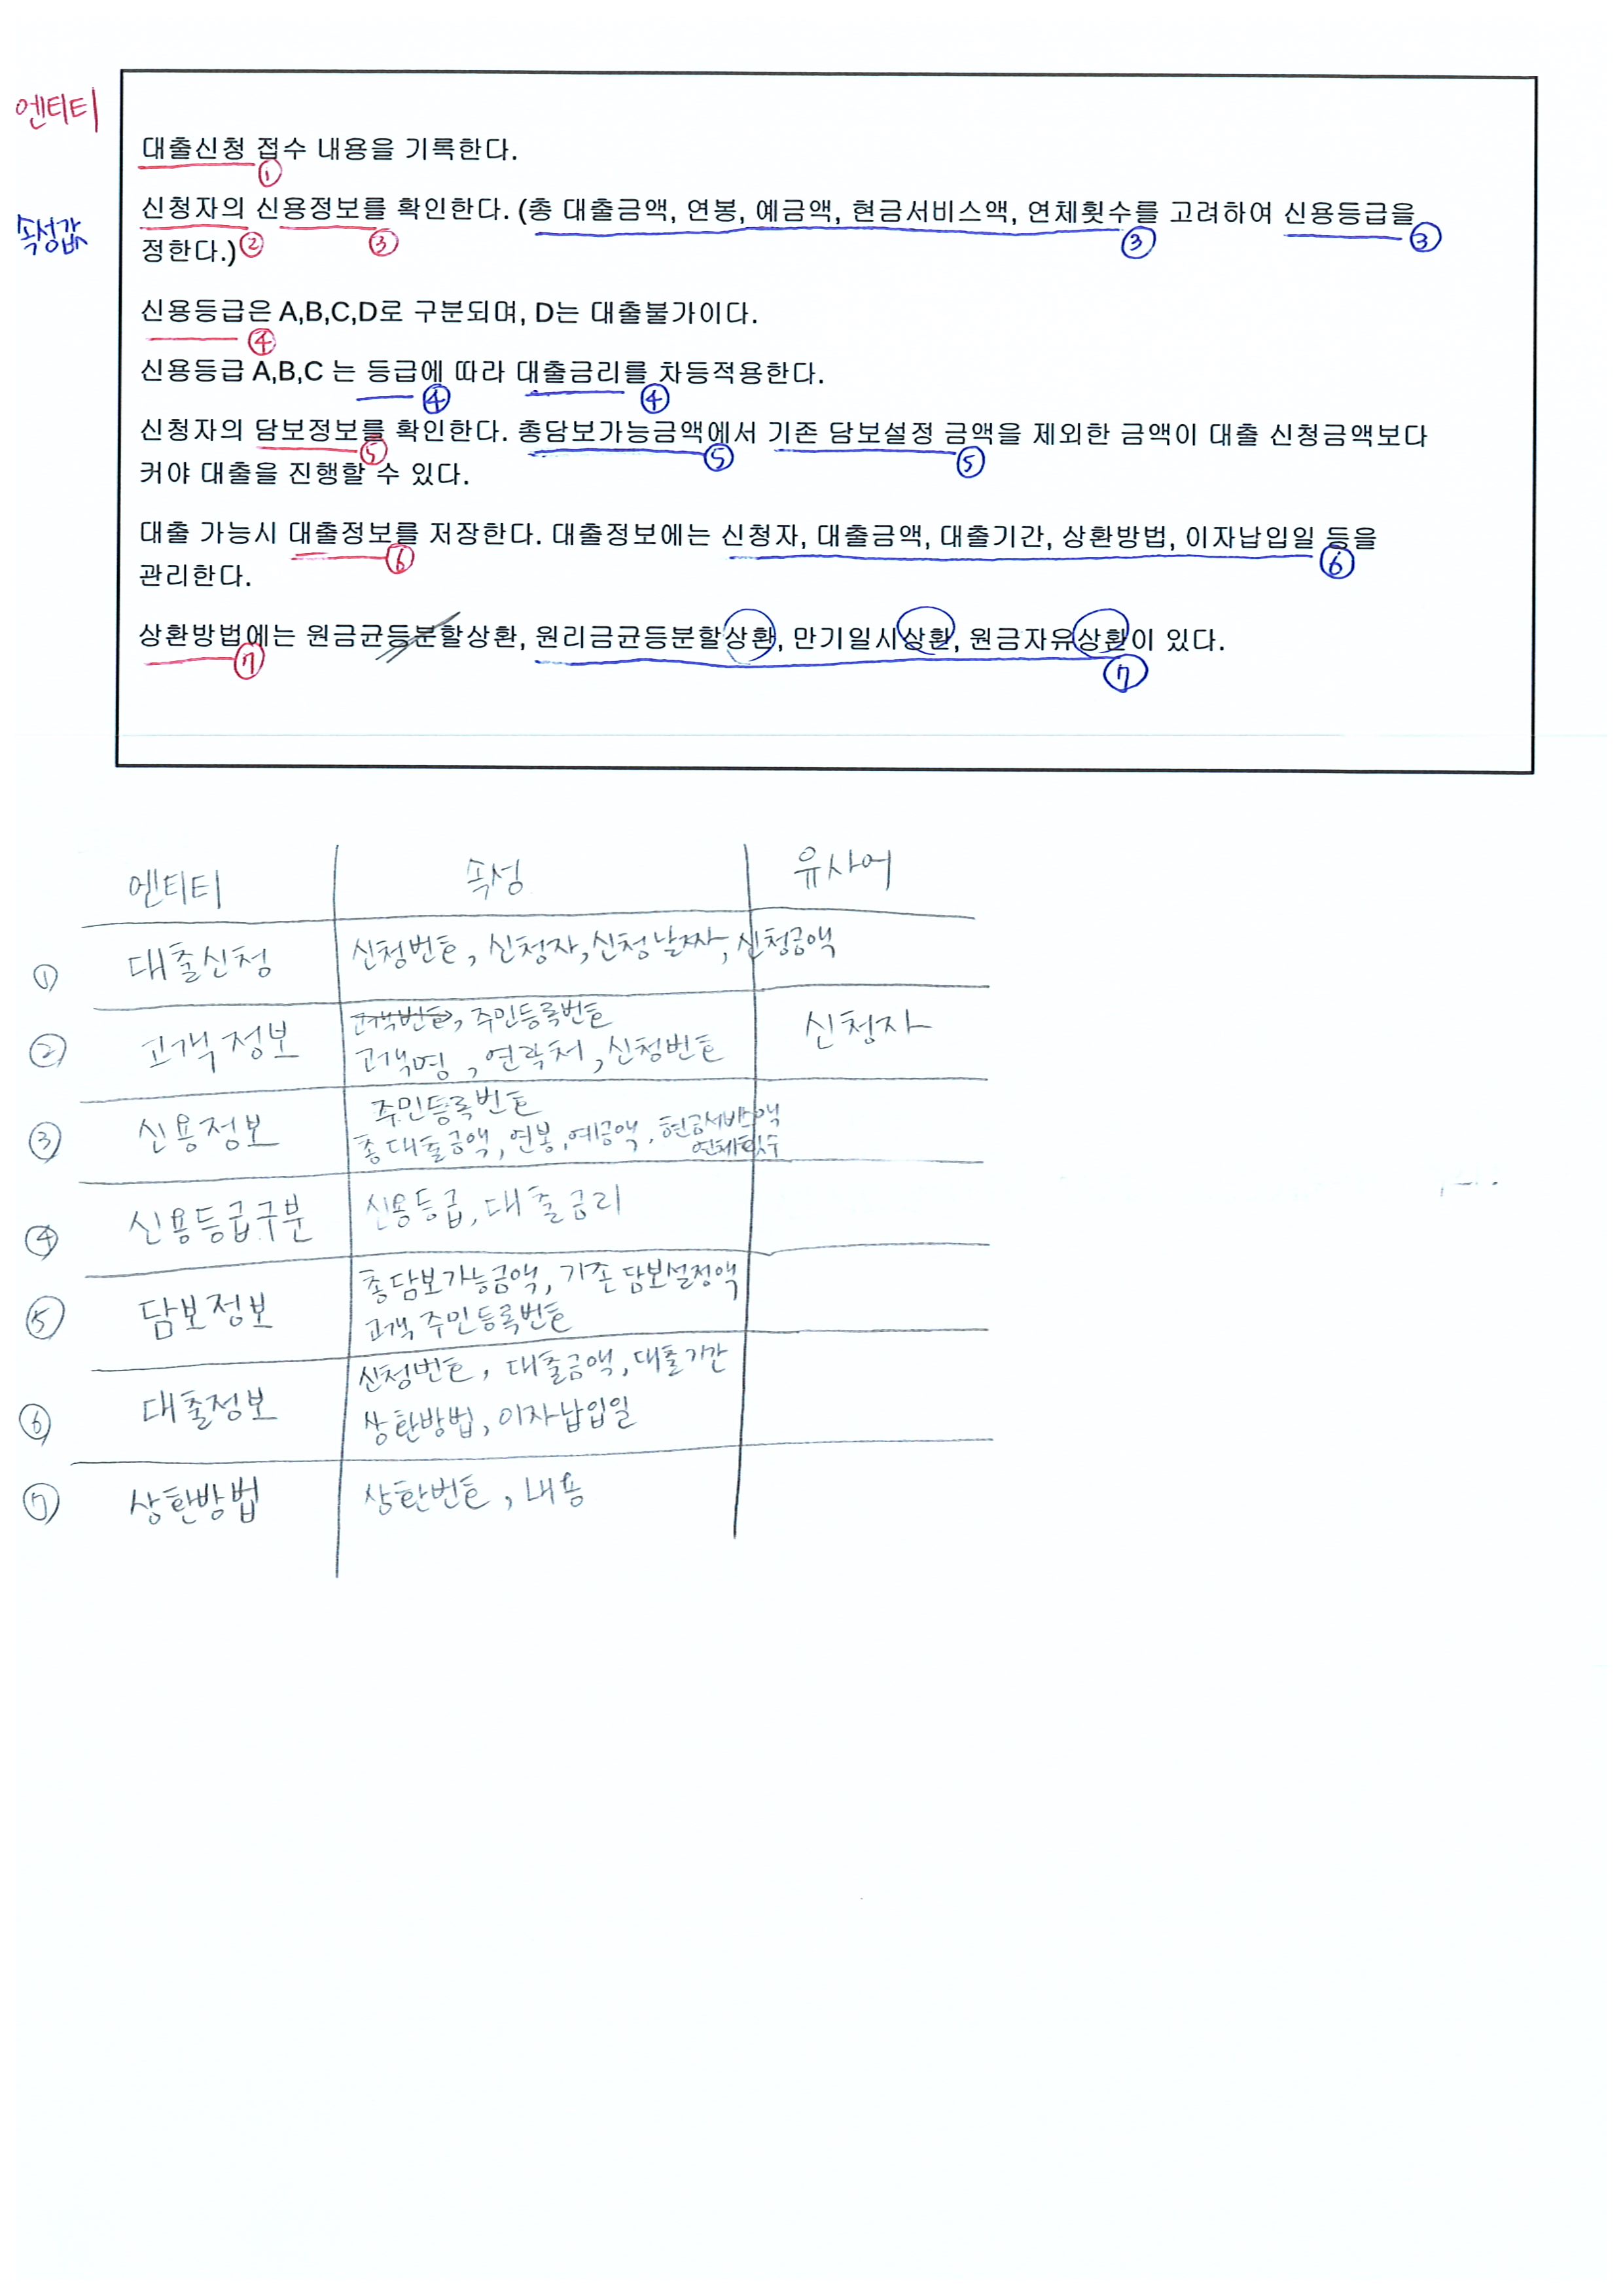 엔티티
속성값
대출신청 접수 내용을 기록한다.
①
신청자의 신용정보를 확인한다. (총 대출금액, 연봉, 예금액, 현금서비스액, 연체횟수를 고려하여 신용등급을
② ③ ③ ③
정한다.)
신용등급은 A,B,C,D로 구분되며, D는 대출불가이다.
④
신용등급 A,B,C 는 등급에 따라 대출금리를 차등적용한다.
④ ④
신청자의 담보정보를 확인한다. 총담보가능금액에서 기존 담보설정 금액을 제외한 금액이 대출 신청금액보다
⑤ ⑤ ⑤
커야 대출을 진행할 수 있다.
대출 가능시 대출정보를 저장한다. 대출정보에는 신청자, 대출금액, 대출기간, 상환방법, 이자납입일 등을
⑥ ⑥
관리한다.
상환방법에는 원금균등분할상환, 원리금균등분할상환, 만기일시상환, 원금자유상환이 있다.
⑦ ⑦
엔티티 속성 유사어
① 대출신청 신청번호, 신청자, 신청날짜, 신청금액
② 고객정보 고객번호, 주민등록번호
고객명, 연락처, 신청번호 신청자
③ 신용정보 주민등록번호
총대출금액, 연봉, 예금액, 현금서비스액
연체횟수
④ 신용등급구분 신용등급, 대출금리
⑤ 담보정보 총담보가능금액, 기존담보설정액
고객 주민등록번호
⑥ 대출정보 신청번호, 대출금액, 대출기간
상환방법, 이자납입일
⑦ 상환방법 상환번호, 내용